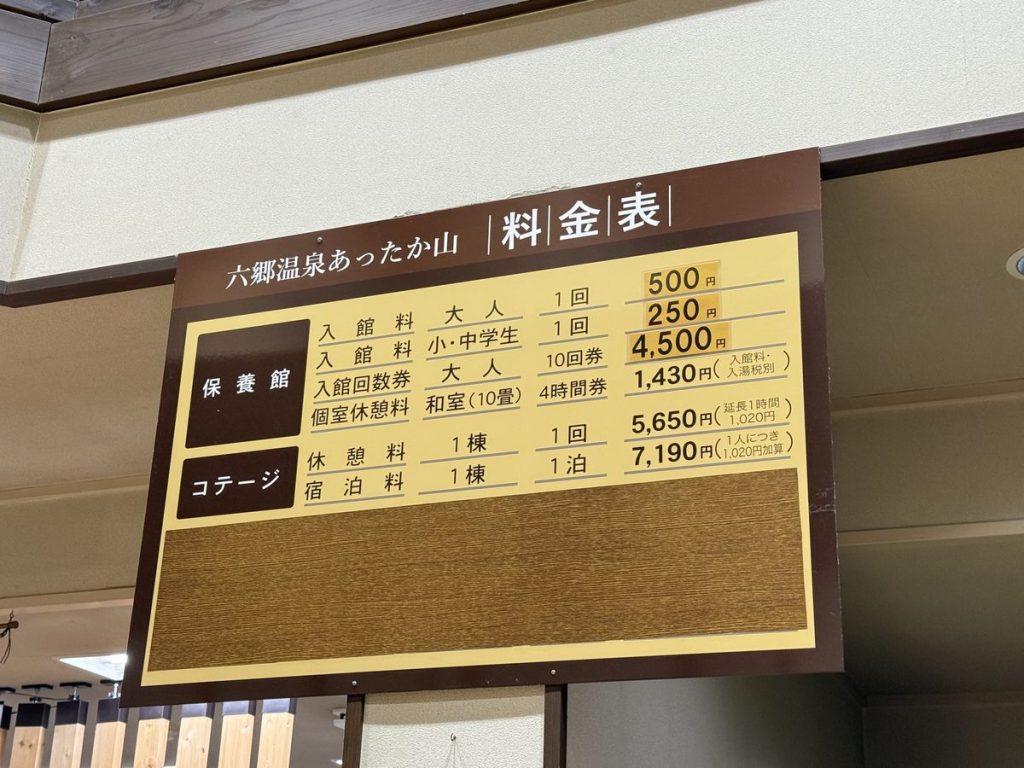 六郷温泉あったか山 料金表
保養館
入館料 大人 1回 500円
入館料 小・中学生 1回 250円
入館回数券 大人 10回券 4,500円
個室休憩料 和室(10畳) 4時間券 1,430円(入館料・入湯税別)
コテージ
休憩料 1棟 1回 5,650円(延長1時間1,020円)
宿泊料 1棟 1泊 7,190円(1人につき1,020円加算)